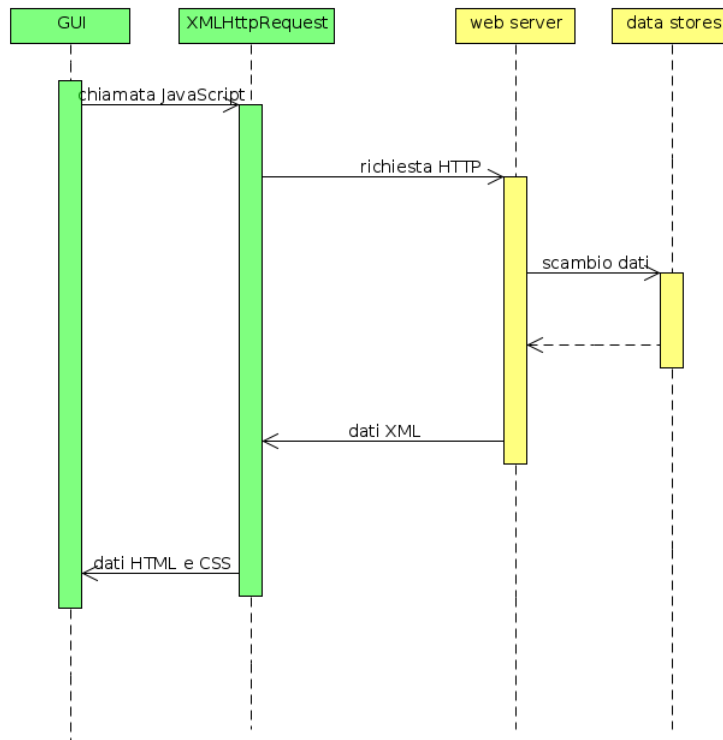 GUI
XMLHttpRequest
web server
data stores
chiamata JavaScript
richiesta HTTP
scambio dati
dati XML
dati HTML e CSS